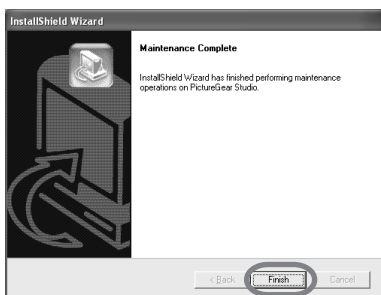 InstallShield Wizard
Maintenance Complete
InstallShield Wizard has finished performing maintenance
operations on PictureGear Studio.
< Back
Finish
Cancel